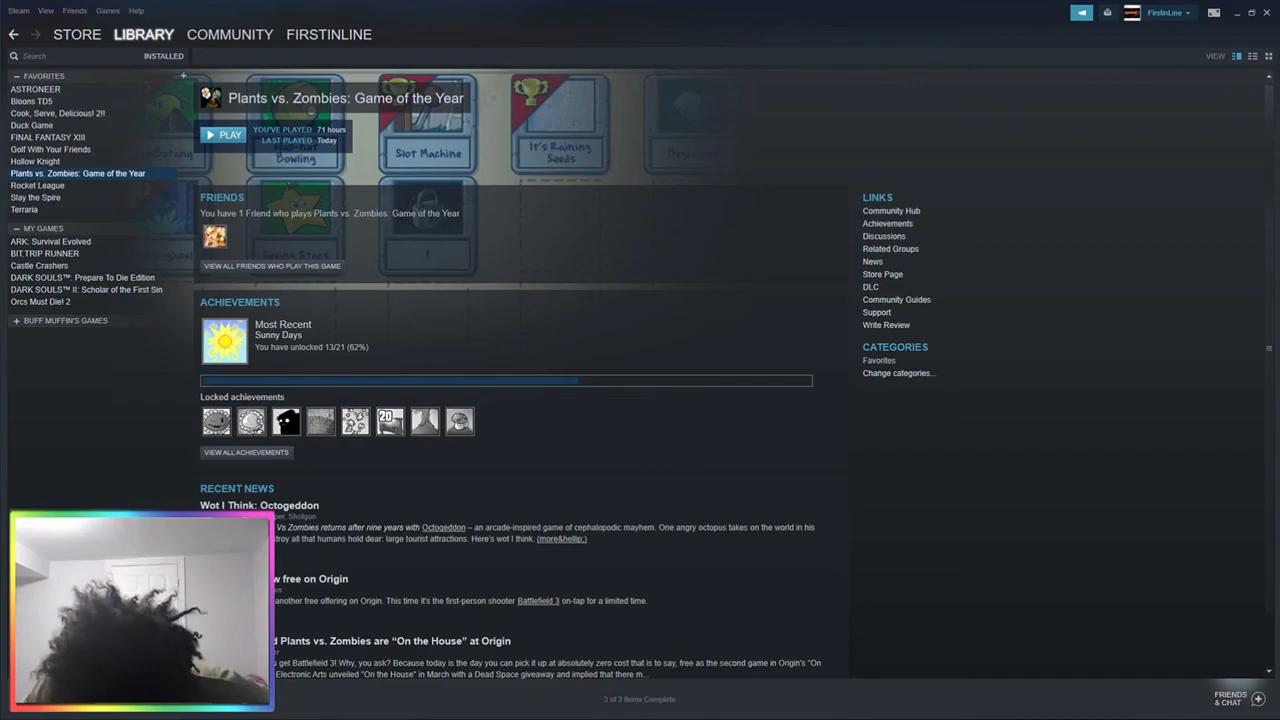 Steam View Friends Games Help
FirstinLine
STORE LIBRARY COMMUNITY FIRSTINLINE
Search INSTALLED VIEW
FAVORITES
ASTRONEER
Bloons TD5
Cook, Serve, Delicious! 2!!
Duck Game
FINAL FANTASY XIII
Golf With Your Friends
Hollow Knight
Plants vs. Zombies: Game of the Year
Rocket League
Slay the Spire
Terraria
MY GAMES
ARK: Survival Evolved
BIT.TRIP RUNNER
Castle Crashers
DARK SOULS™: Prepare To Die Edition
DARK SOULS™ II: Scholar of the First Sin
Orcs Must Die! 2
BUFF MUFFIN'S GAMES
Plants vs. Zombies: Game of the Year
PLAY
YOU'VE PLAYED 71 hours
LAST PLAYED Today
Bowling
Slot Machine
It's Raining
Seeds
FRIENDS
You have 1 Friend who plays Plants vs. Zombies: Game of the Year
VIEW ALL FRIENDS WHO PLAY THIS GAME
ACHIEVEMENTS
Most Recent
Sunny Days
You have unlocked 13/21 (62%)
Locked achievements
20
VIEW ALL ACHIEVEMENTS
RECENT NEWS
Wot I Think: Octogeddon
per, Shotgun
Vs Zombies returns after nine years with Octogeddon – an arcade-inspired game of cephalopodic mayhem. One angry octopus takes on the world in his
stroy all that humans hold dear: large tourist attractions. Here's wot I think. (more&hellip;)
w free on Origin
another free offering on Origin. This time it's the first-person shooter Battlefield 3 on-tap for a limited time.
d Plants vs. Zombies are “On the House” at Origin
u get Battlefield 3! Why, you ask? Because today is the day you can pick it up at absolutely zero cost that is to say, free as the second game in Origin's "On
Electronic Arts unveiled "On the House" in March with a Dead Space giveaway and implied that there m...
LINKS
Community Hub
Achievements
Discussions
Related Groups
News
Store Page
DLC
Community Guides
Support
Write Review
CATEGORIES
Favorites
Change categories...
3 of 3 Items Complete
FRIENDS
& CHAT